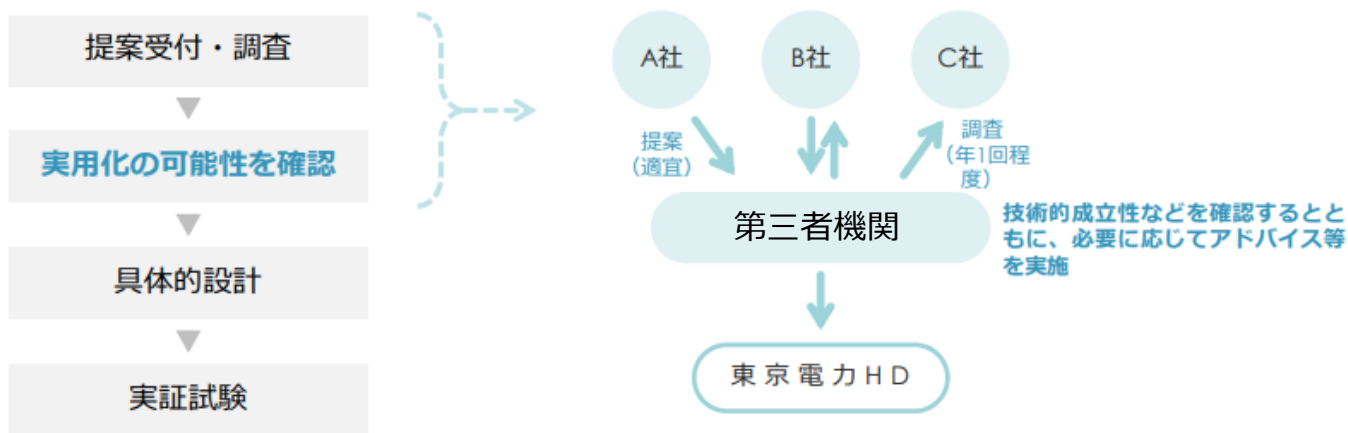 提案受付・調査
実用化の可能性を確認
具体的設計
実証試験
A社
B社
C社
提案
(適宜)
調査
(年1回程
度)
第三者機関
技術的成立性などを確認するとと
もに、必要に応じてアドバイス等
を実施
東京電力HD